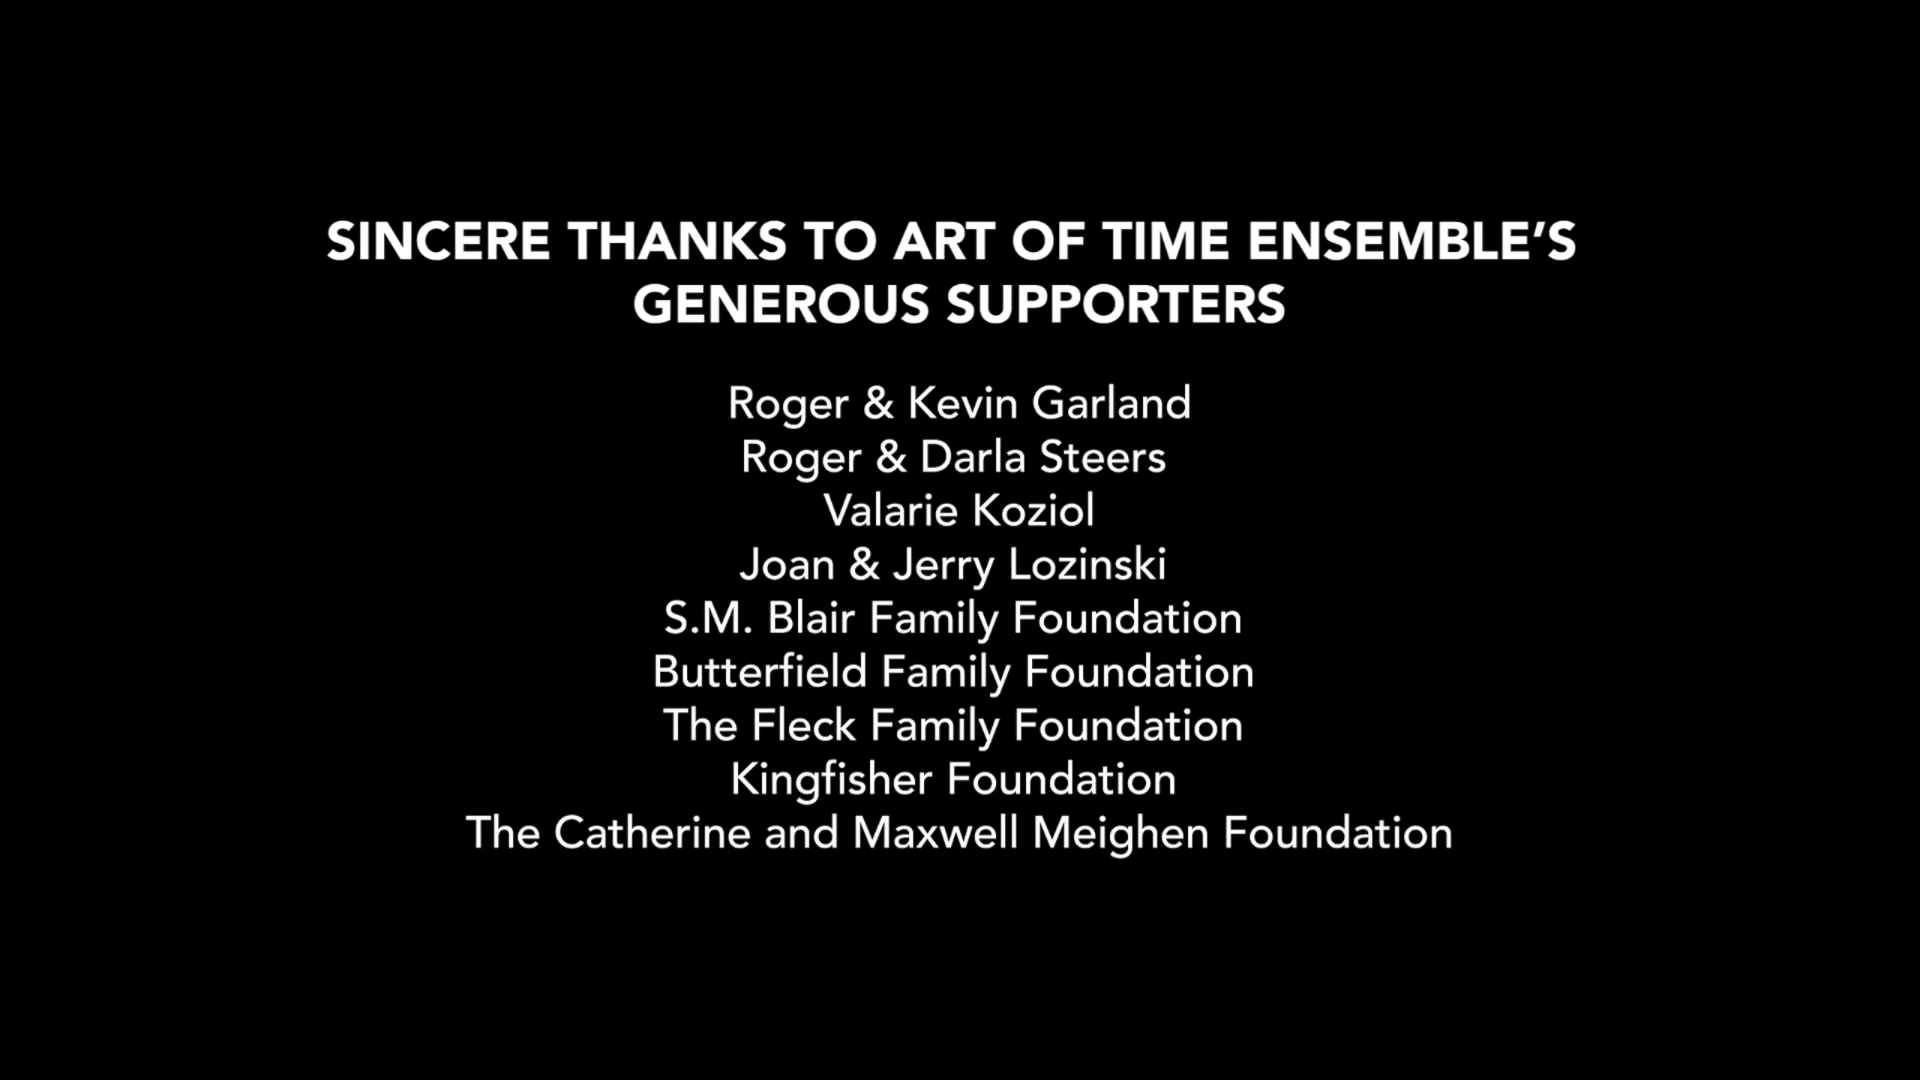 SINCERE THANKS TO ART OF TIME ENSEMBLE’S
GENEROUS SUPPORTERS
Roger & Kevin Garland
Roger & Darla Steers
Valarie Koziol
Joan & Jerry Lozinski
S.M. Blair Family Foundation
Butterfield Family Foundation
The Fleck Family Foundation
Kingfisher Foundation
The Catherine and Maxwell Meighen Foundation